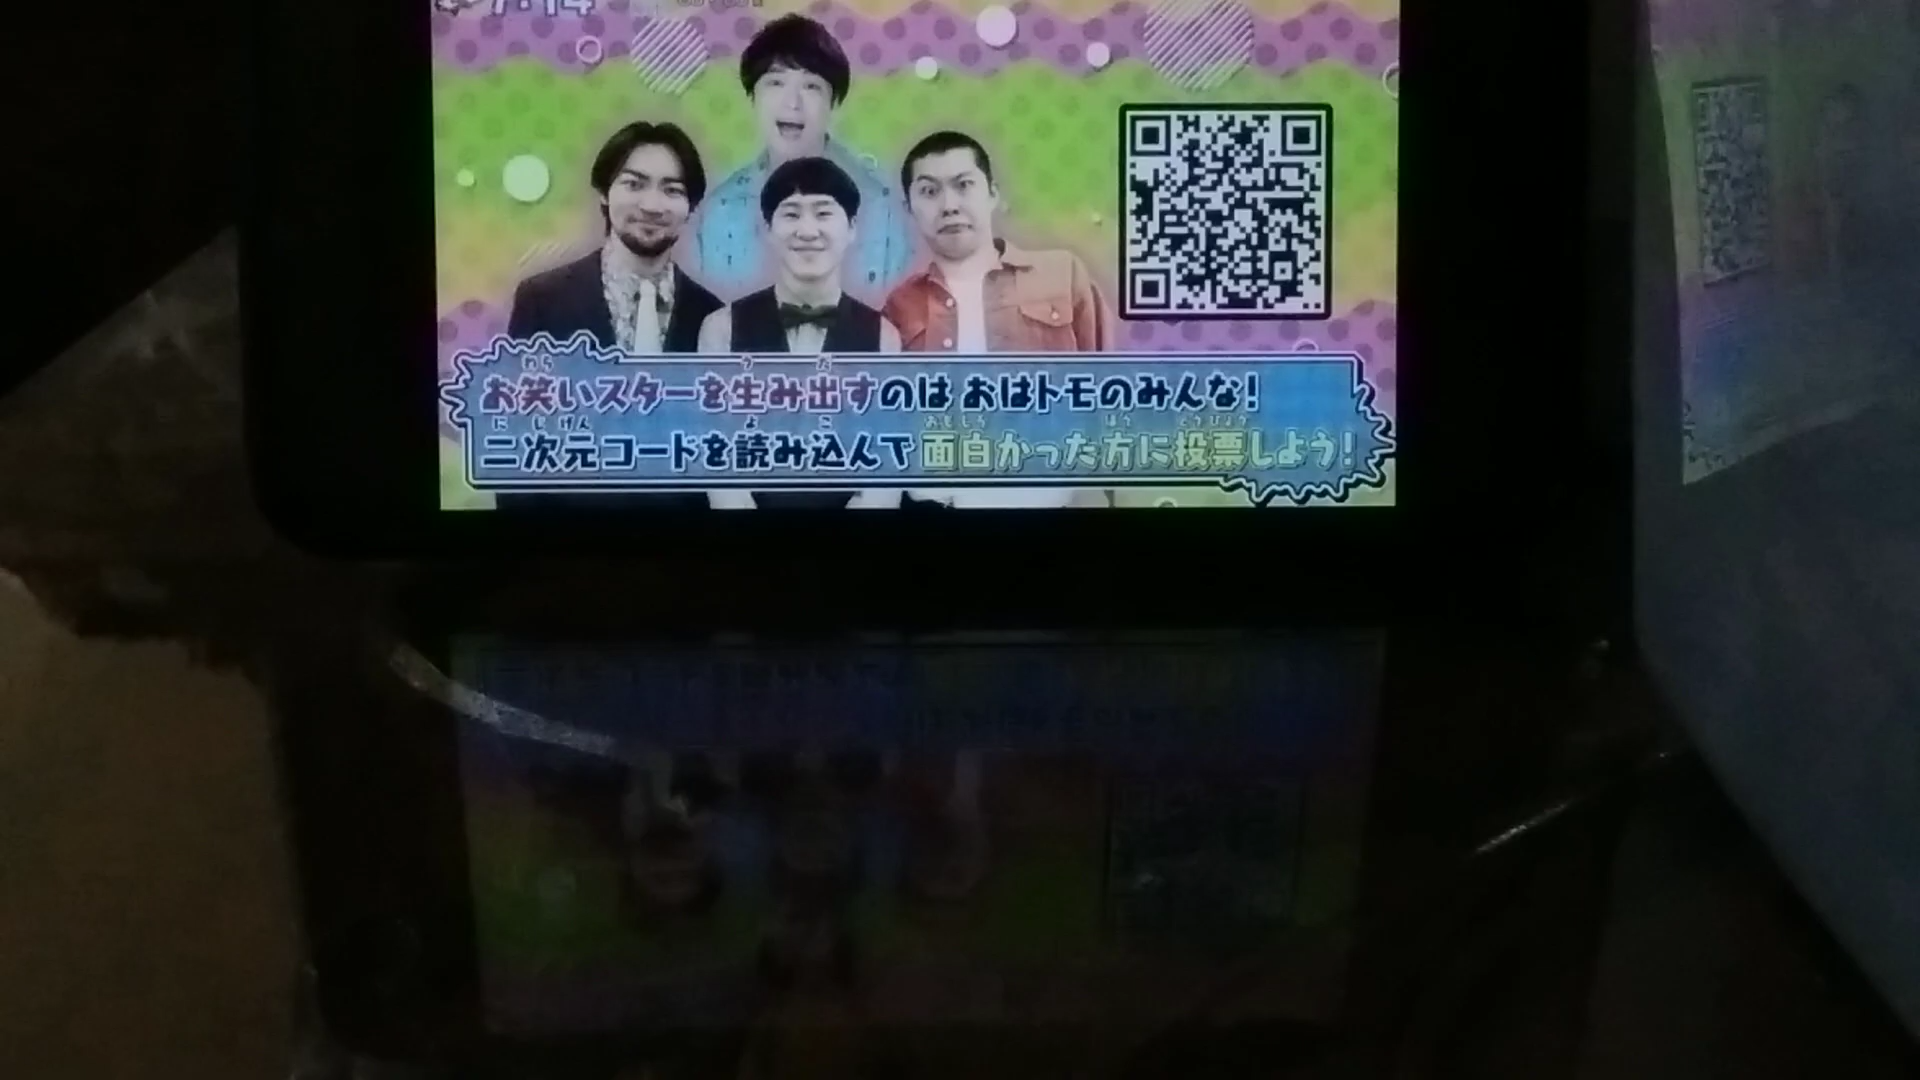 7:14
お笑いスターを生み出すのは おはトモのみんな!
二次元コードを読み込んで 面白かった方に投票しよう!